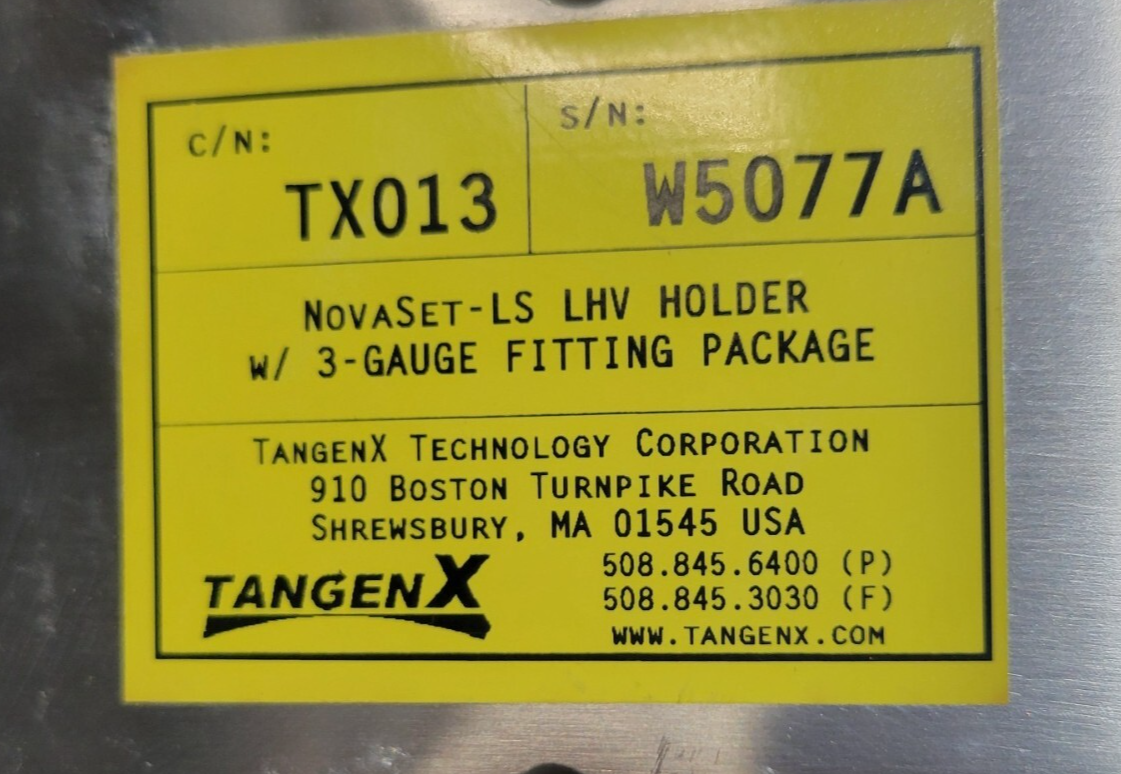 C/N:
TX013
S/N:
W5077A
NOVASET-LS LHV HOLDER
W/ 3-GAUGE FITTING PACKAGE
TANGENX TECHNOLOGY CORPORATION
910 BOSTON TURNPIKE ROAD
SHREWSBURY, MA 01545 USA
TANGENX
508.845.6400 (P)
508.845.3030 (F)
WWW.TANGENX.COM